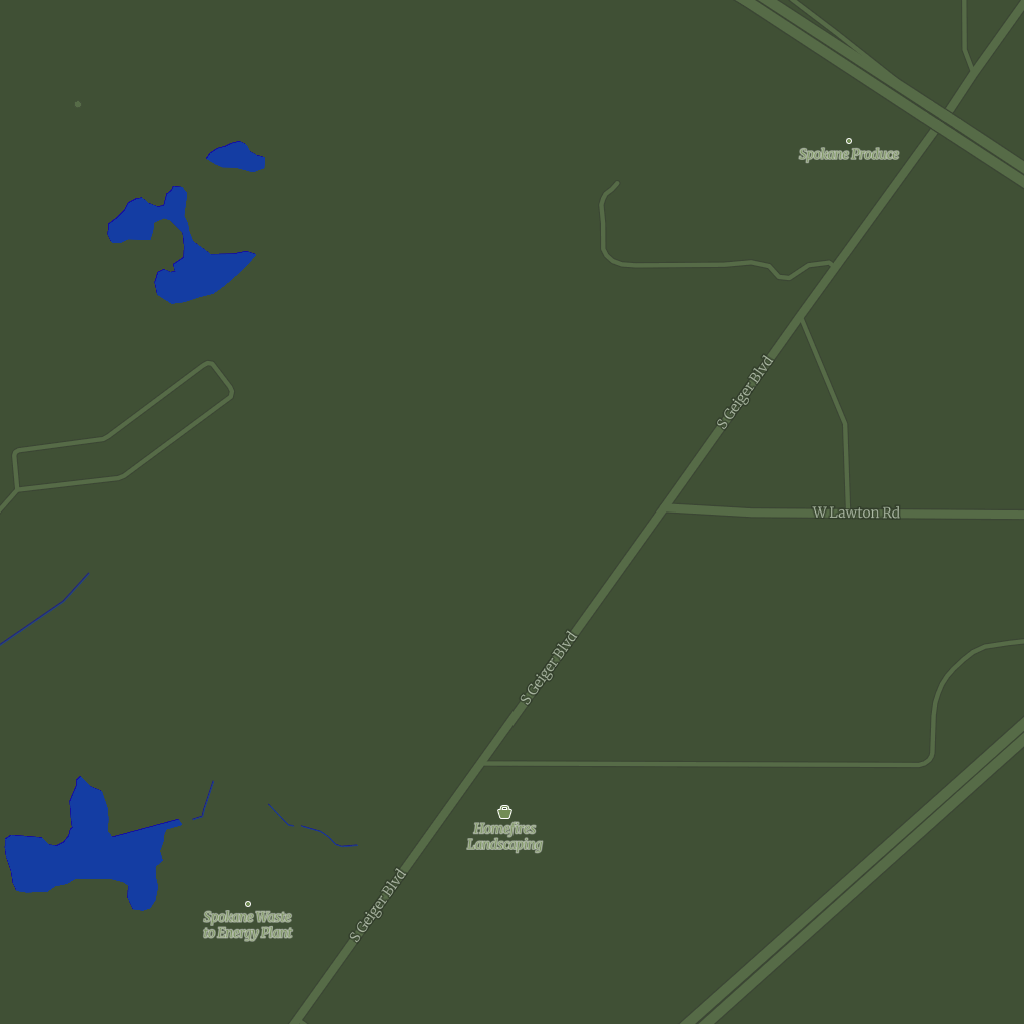 Spokane Produce
S Geiger Blvd
W Lawton Rd
S Geiger Blvd
Homefires
Landscaping
S Geiger Blvd
Spokane Waste
to Energy Plant